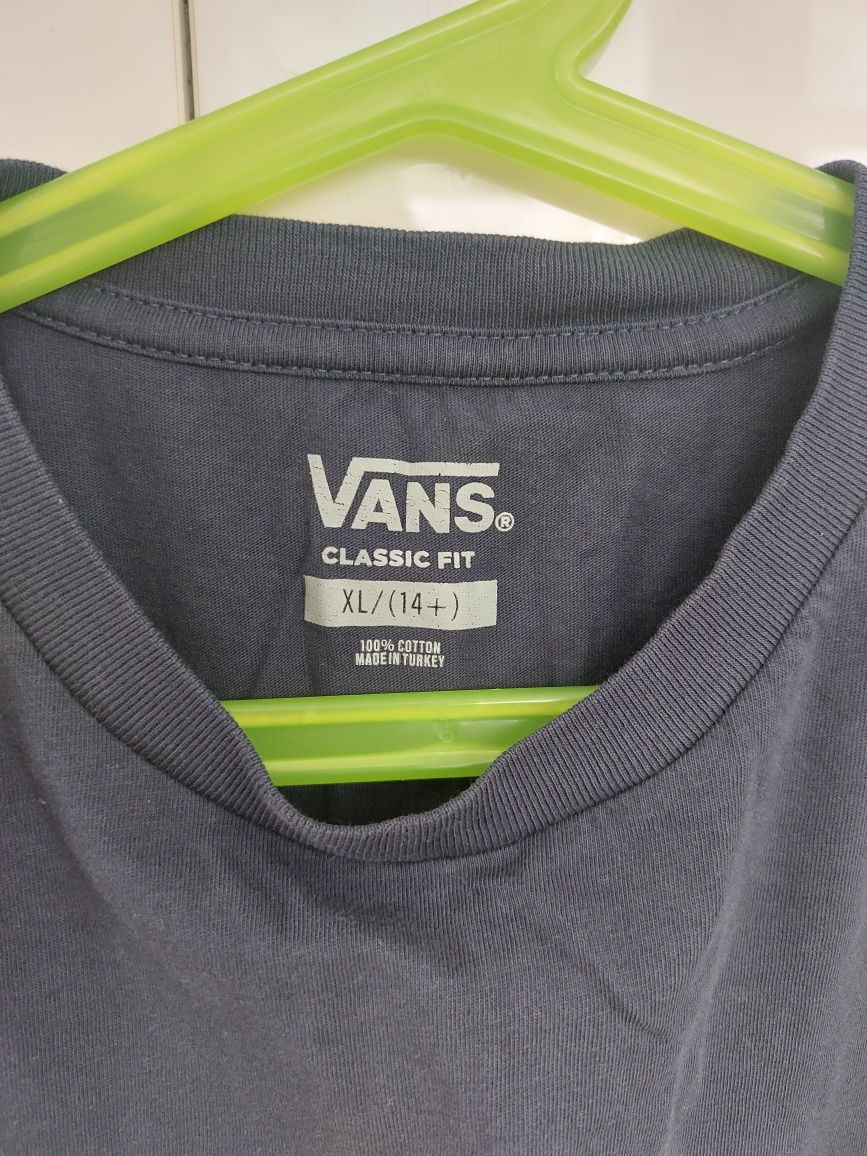 VANS®
CLASSIC FIT
XL/(14+)
100% COTTON
MADE IN TURKEY